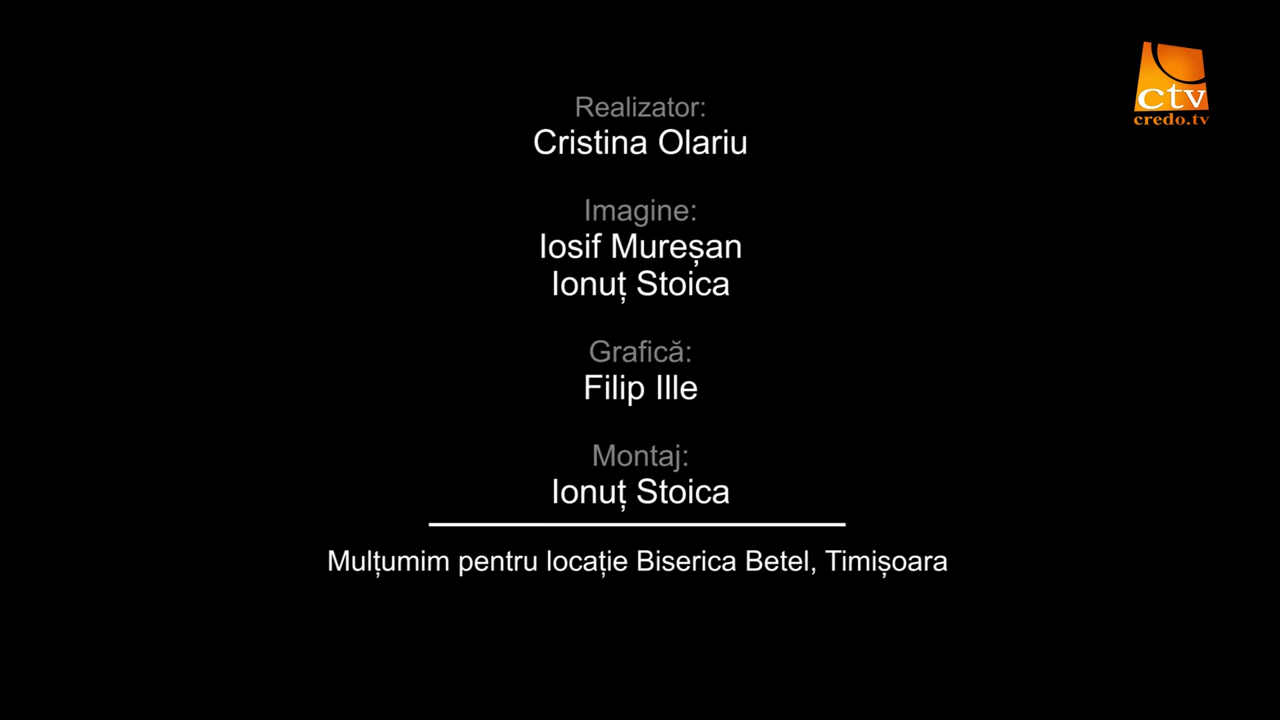 ctv
credo.tv
Realizator:
Cristina Olariu
Imagine:
Iosif Mureșan
Ionuț Stoica
Grafică:
Filip Ille
Montaj:
Ionuț Stoica
Mulțumim pentru locație Biserica Betel, Timișoara